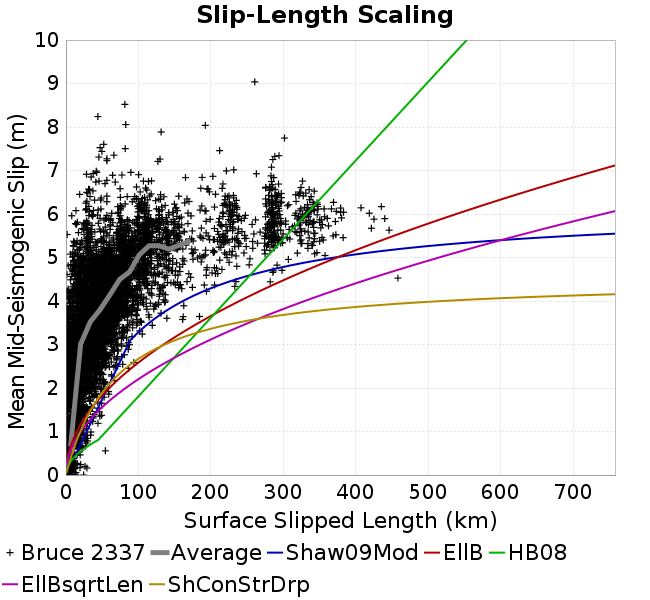 Slip-Length Scaling
Mean Mid-Seismogenic Slip (m)
10
9
8
7
6
5
4
3
2
1
0
0 100 200 300 400 500 600 700
Surface Slipped Length (km)
Bruce 2337 Average Shaw09Mod EllB HB08
EllBsqrtLen ShConStrDrp